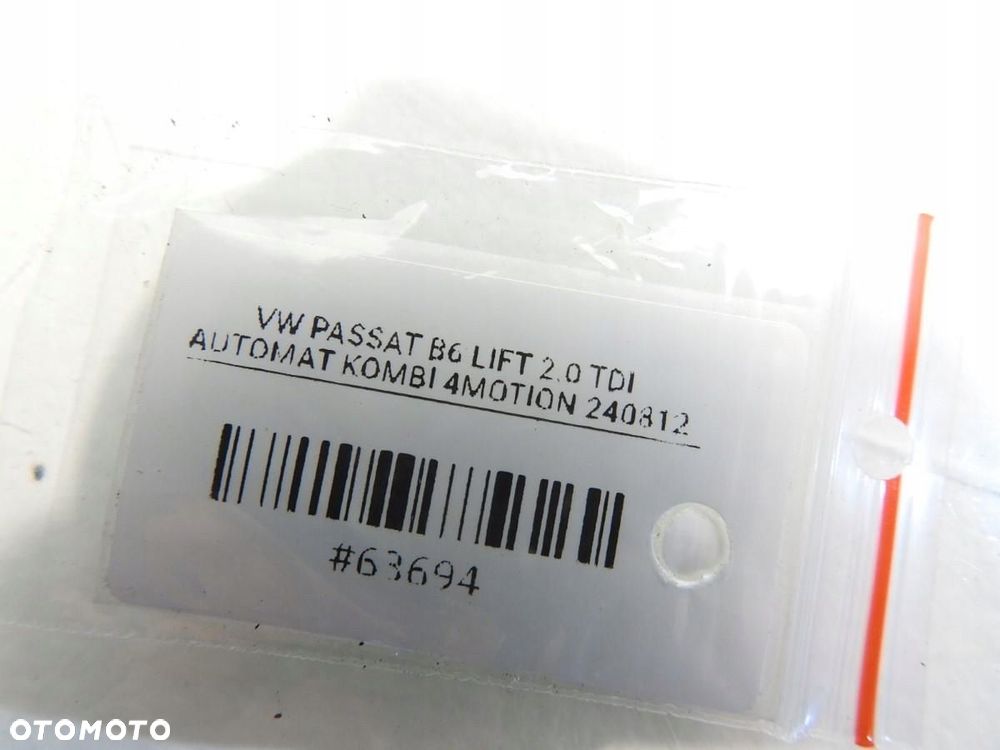 VW PASSAT B6 LIFT 2.0 TDI
AUTOMAT KOMBI 4MOTION 240812
#63694
OTOMOTO